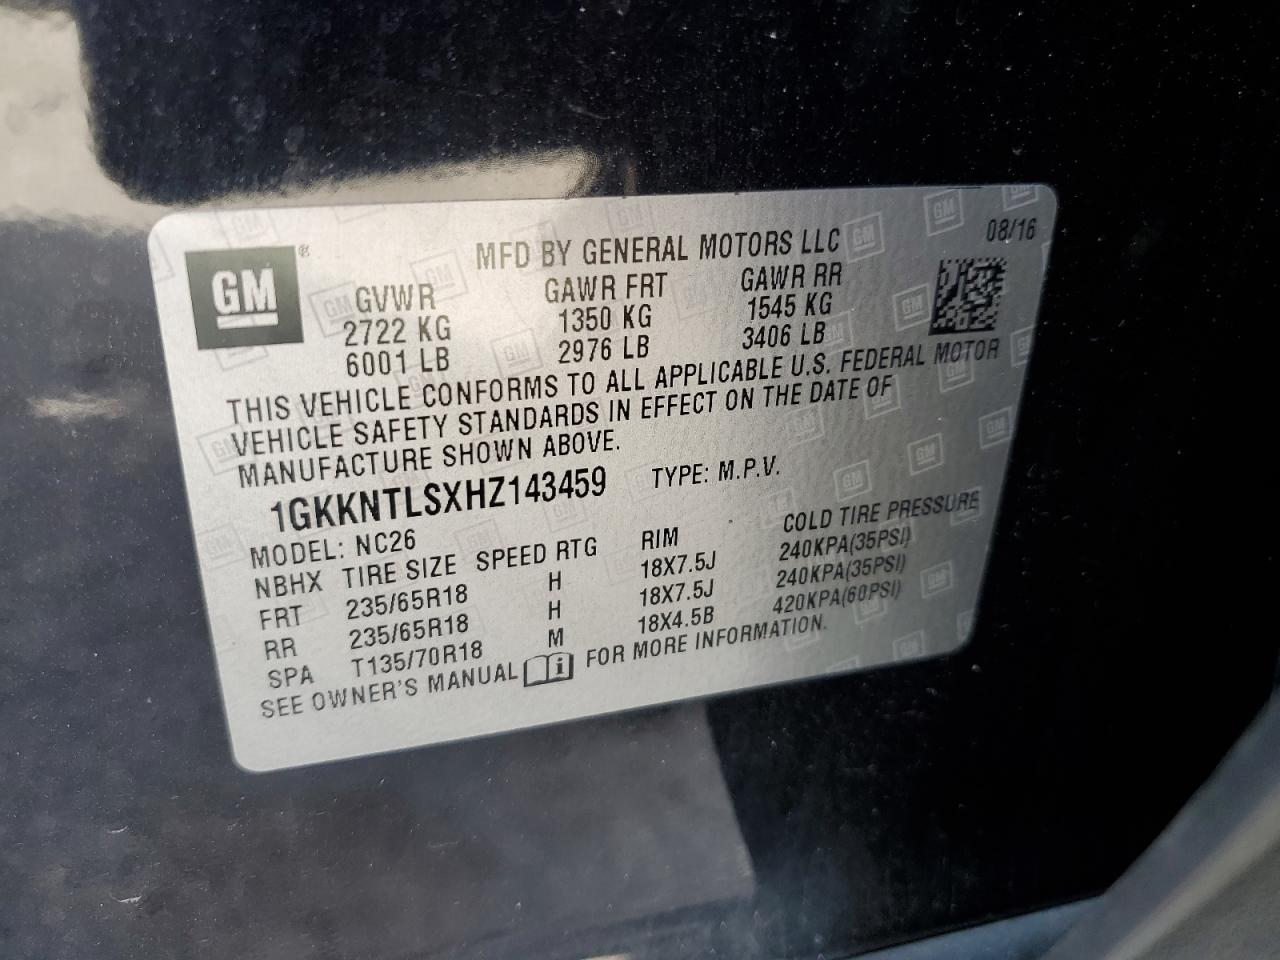 GM®
MFD BY GENERAL MOTORS LLC 08/16
GVWR GAWR FRT GAWR RR
2722 KG 1350 KG 1545 KG
6001 LB 2976 LB 3406 LB
THIS VEHICLE CONFORMS TO ALL APPLICABLE U.S. FEDERAL MOTOR
VEHICLE SAFETY STANDARDS IN EFFECT ON THE DATE OF
MANUFACTURE SHOWN ABOVE.
1GKKNTLSXHZ143459 TYPE: M.P.V.
MODEL: NC26
NBHX TIRE SIZE SPEED RTG RIM COLD TIRE PRESSURE
FRT 235/65R18 H 18X7.5J 240KPA(35PSI)
RR 235/65R18 H 18X7.5J 240KPA(35PSI)
SPA T135/70R18 M 18X4.5B 420KPA(60PSI)
SEE OWNER'S MANUAL i FOR MORE INFORMATION.